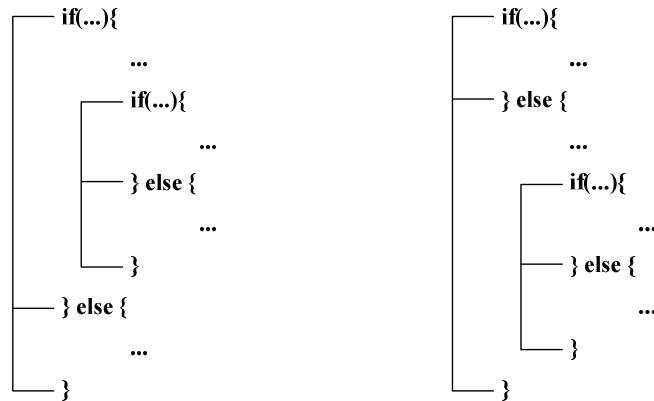 if(...){
...
if(...){
...
} else {
...
}
} else {
...
}
if(...){
...
} else {
...
if(...){
...
} else {
...
}
}